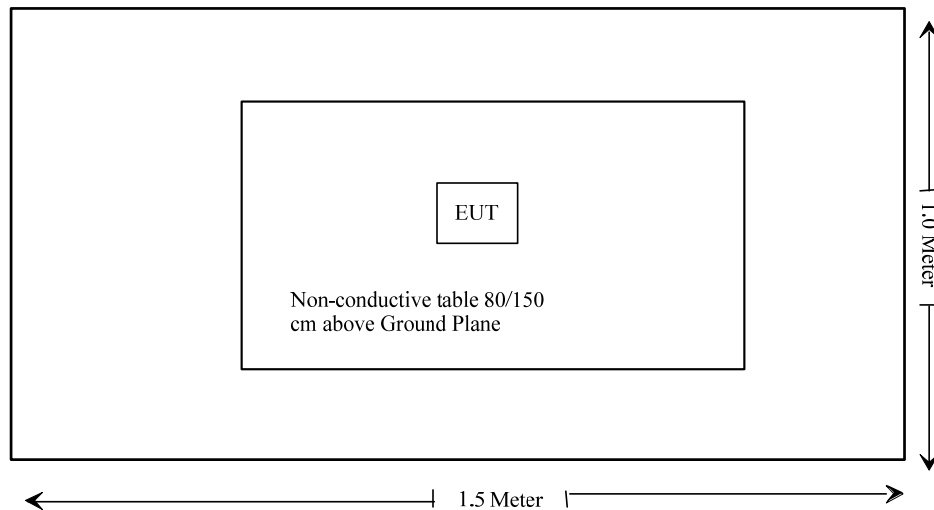 EUT
Non-conductive table 80/150
cm above Ground Plane
1.0 Meter
1.5 Meter